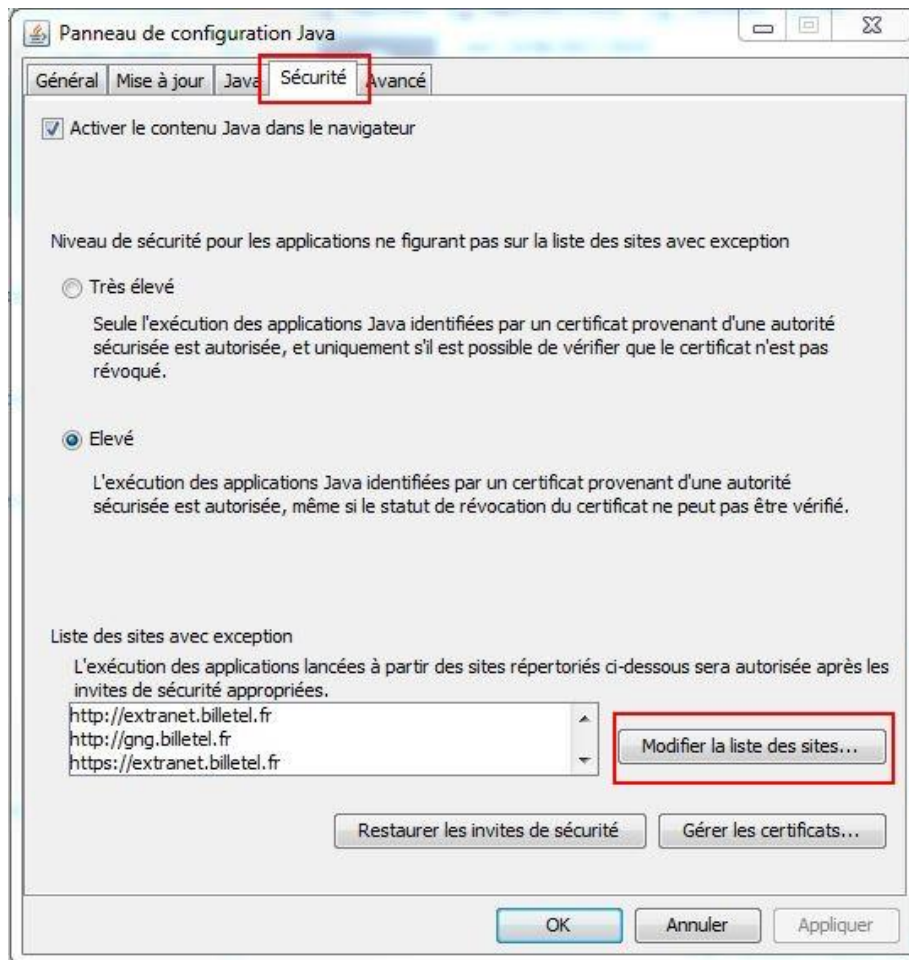 Panneau de configuration Java
Général Mise à jour Java Sécurité Avancé
Activer le contenu Java dans le navigateur
Niveau de sécurité pour les applications ne figurant pas sur la liste des sites avec exception
Très élevé
Seule l'exécution des applications Java identifiées par un certificat provenant d'une autorité
sécurisée est autorisée, et uniquement s'il est possible de vérifier que le certificat n'est pas
révoqué.
Elevé
L'exécution des applications Java identifiées par un certificat provenant d'une autorité
sécurisée est autorisée, même si le statut de révocation du certificat ne peut pas être vérifié.
Liste des sites avec exception
L'exécution des applications lancées à partir des sites répertoriés ci-dessous sera autorisée après les
invites de sécurité appropriées.
http://extranet.billetel.fr
http://gng.billetel.fr
https://extranet.billetel.fr
Modifier la liste des sites...
Restaurer les invites de sécurité Gérer les certificats...
OK Annuler Appliquer